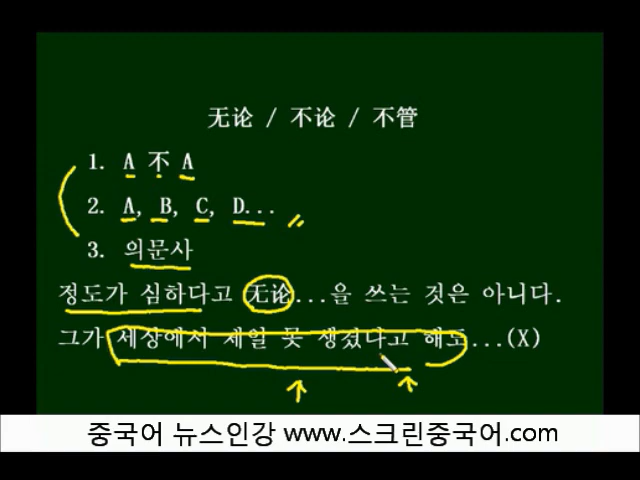 无论 / 不论 / 不管
1. A 不 A
2. A, B, C, D...
3. 의문사
정도가 심하다고 无论...을 쓰는 것은 아니다.
그가 세상에서 제일 못 생겼다고 해도...(X)
중국어 뉴스인강 www.스크린중국어.com